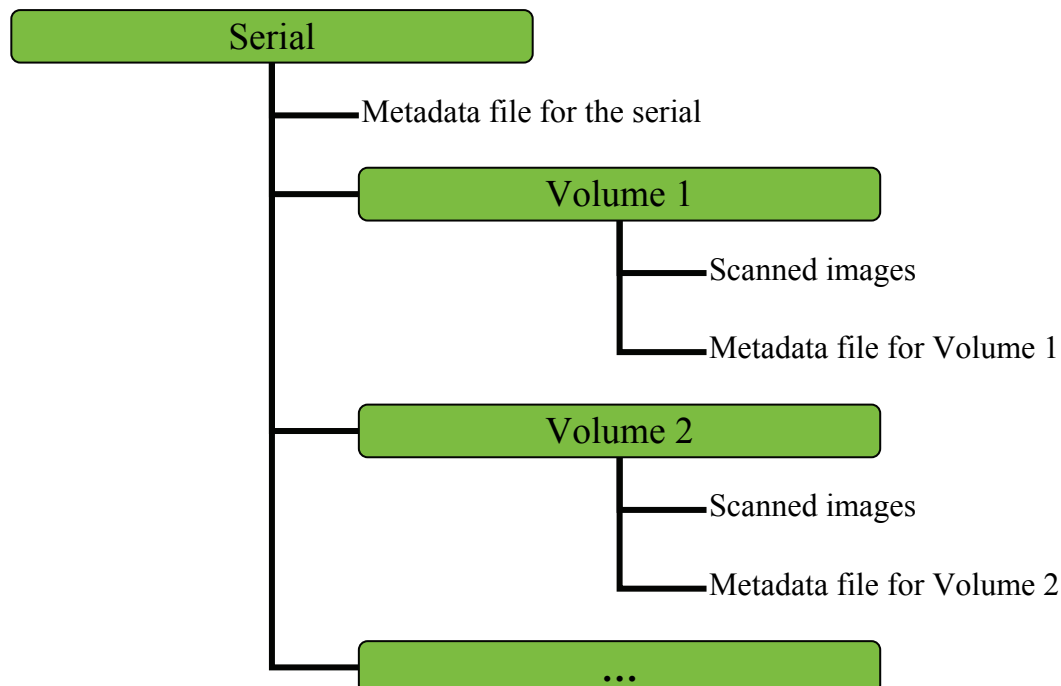 Serial
Metadata file for the serial
Volume 1
Scanned images
Metadata file for Volume 1
Volume 2
Scanned images
Metadata file for Volume 2
...